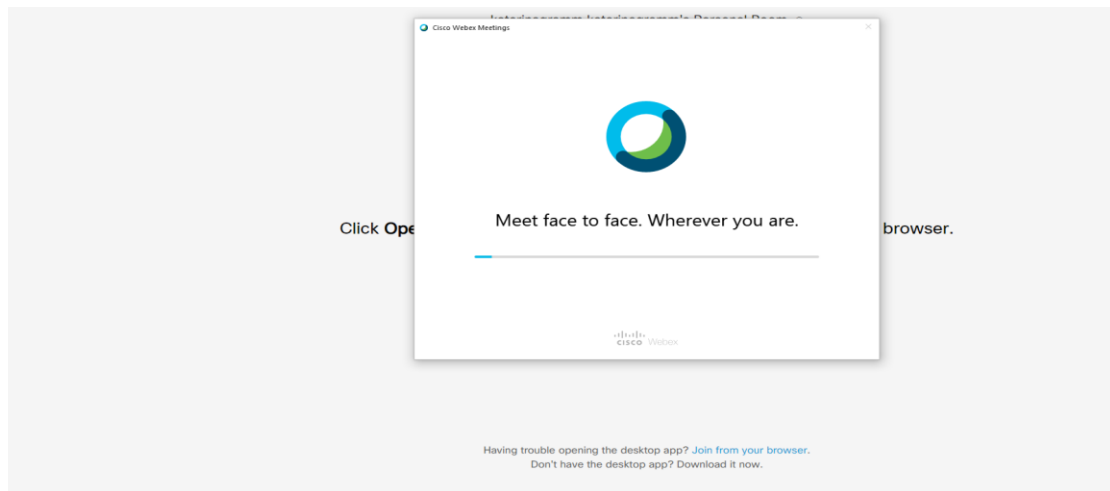 Cisco Webex Meetings
Meet face to face. Wherever you are.
Click Ope browser.
CISCO Webex
Having trouble opening the desktop app? Join from your browser.
Don't have the desktop app? Download it now.